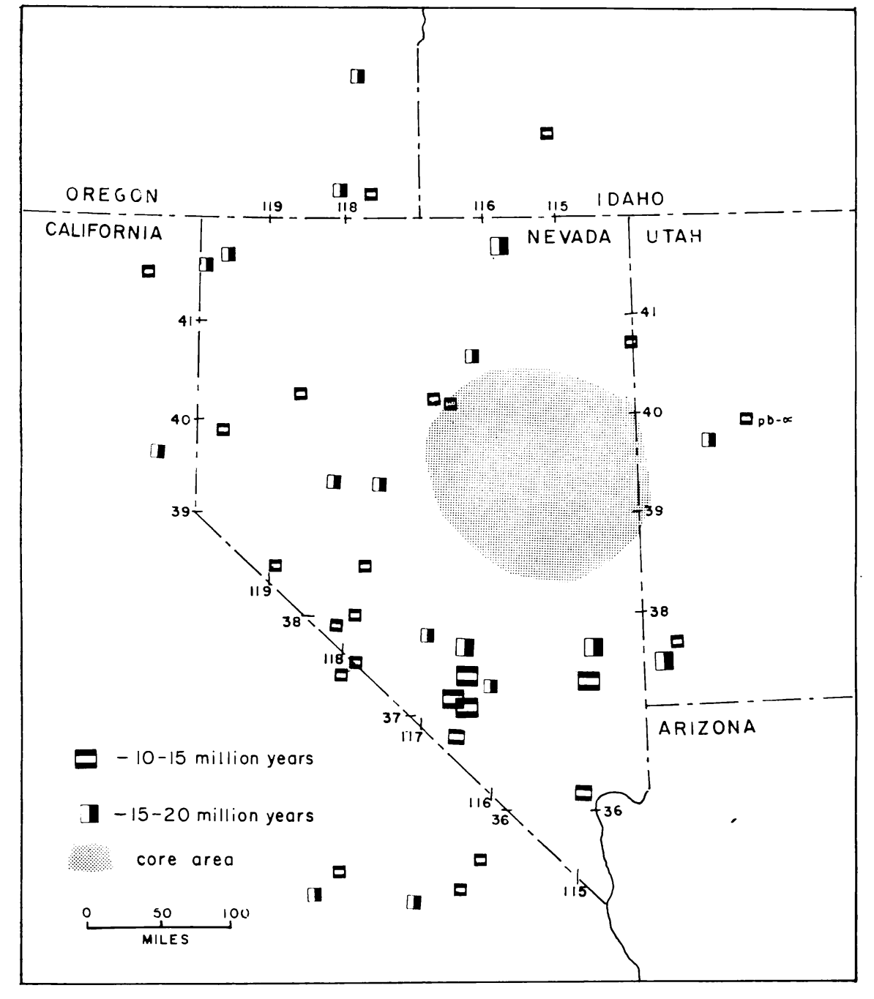 OREGON
119
118
116
115
IDAHO
CALIFORNIA
NEVADA
UTAH
41
41
40
40
pb-∝
39
39
119
38
38
118
37
117
ARIZONA
-10-15 million years
116
36
36
-15-20 million years
core area
115
0 50 100
MILES